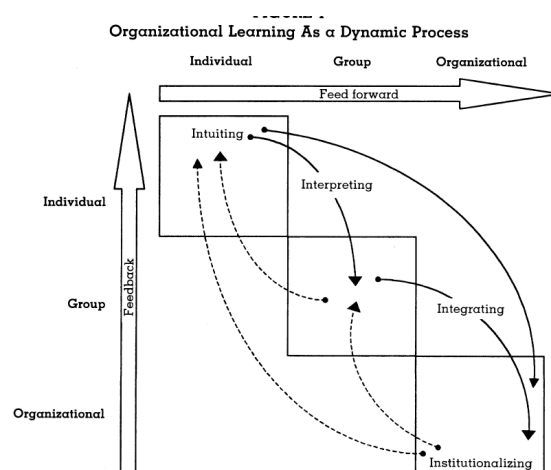 Organizational Learning As a Dynamic Process
Individual
Group
Organizational
Feed forward
Intuiting
Interpreting
Individual
Feedback
Group
Integrating
Organizational
Institutionalizing